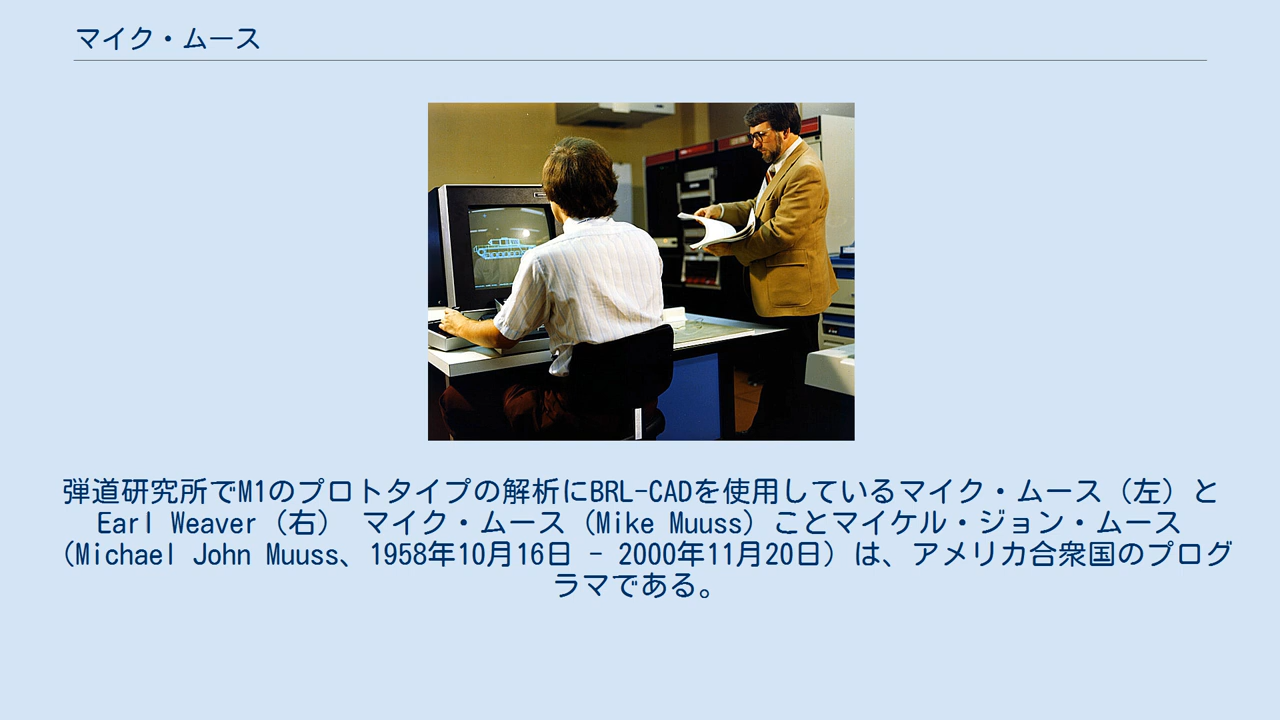 マイク・ムース
弾道研究所でM1のプロトタイプの解析にBRL-CADを使用しているマイク・ムース（左）と
Earl Weaver（右） マイク・ムース（Mike Muuss）ことマイケル・ジョン・ムース
（Michael John Muuss、1958年10月16日 - 2000年11月20日）は、アメリカ合衆国のプログ
ラマである。